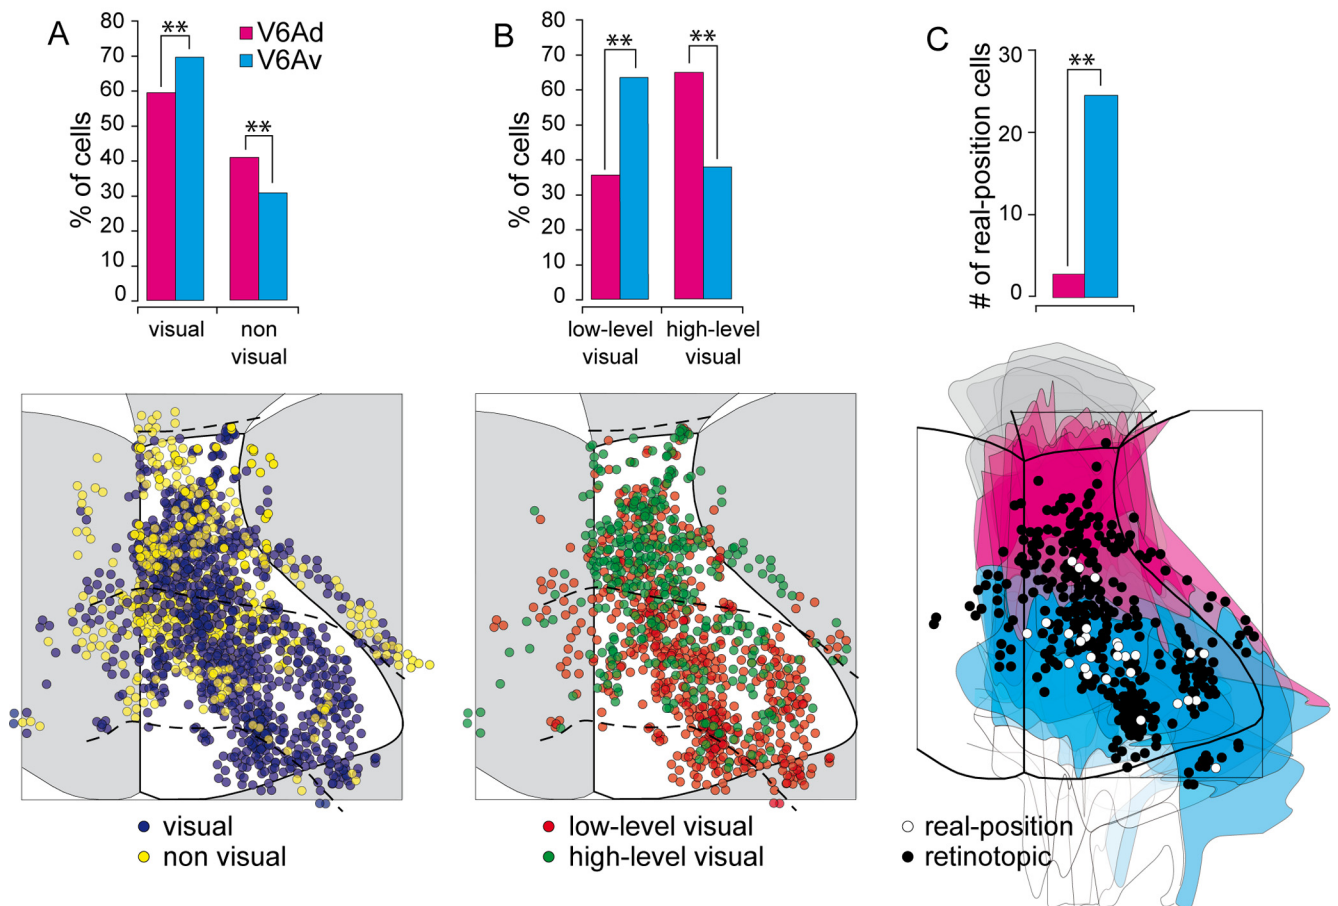 A
% of cells
80
70
60
50
40
30
20
10
0
**
**
V6Ad
V6Av
visual
non
visual
B
% of cells
80
70
60
50
40
30
20
10
0
**
**
low-level
visual
high-level
visual
C
# of real-position cells
30
20
10
0
**
visual
non visual
low-level visual
high-level visual
real-position
retinotopic